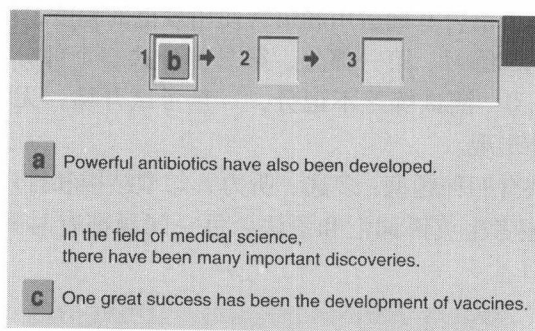 1 b → 2 → 3
a Powerful antibiotics have also been developed.
In the field of medical science,
there have been many important discoveries.
c One great success has been the development of vaccines.